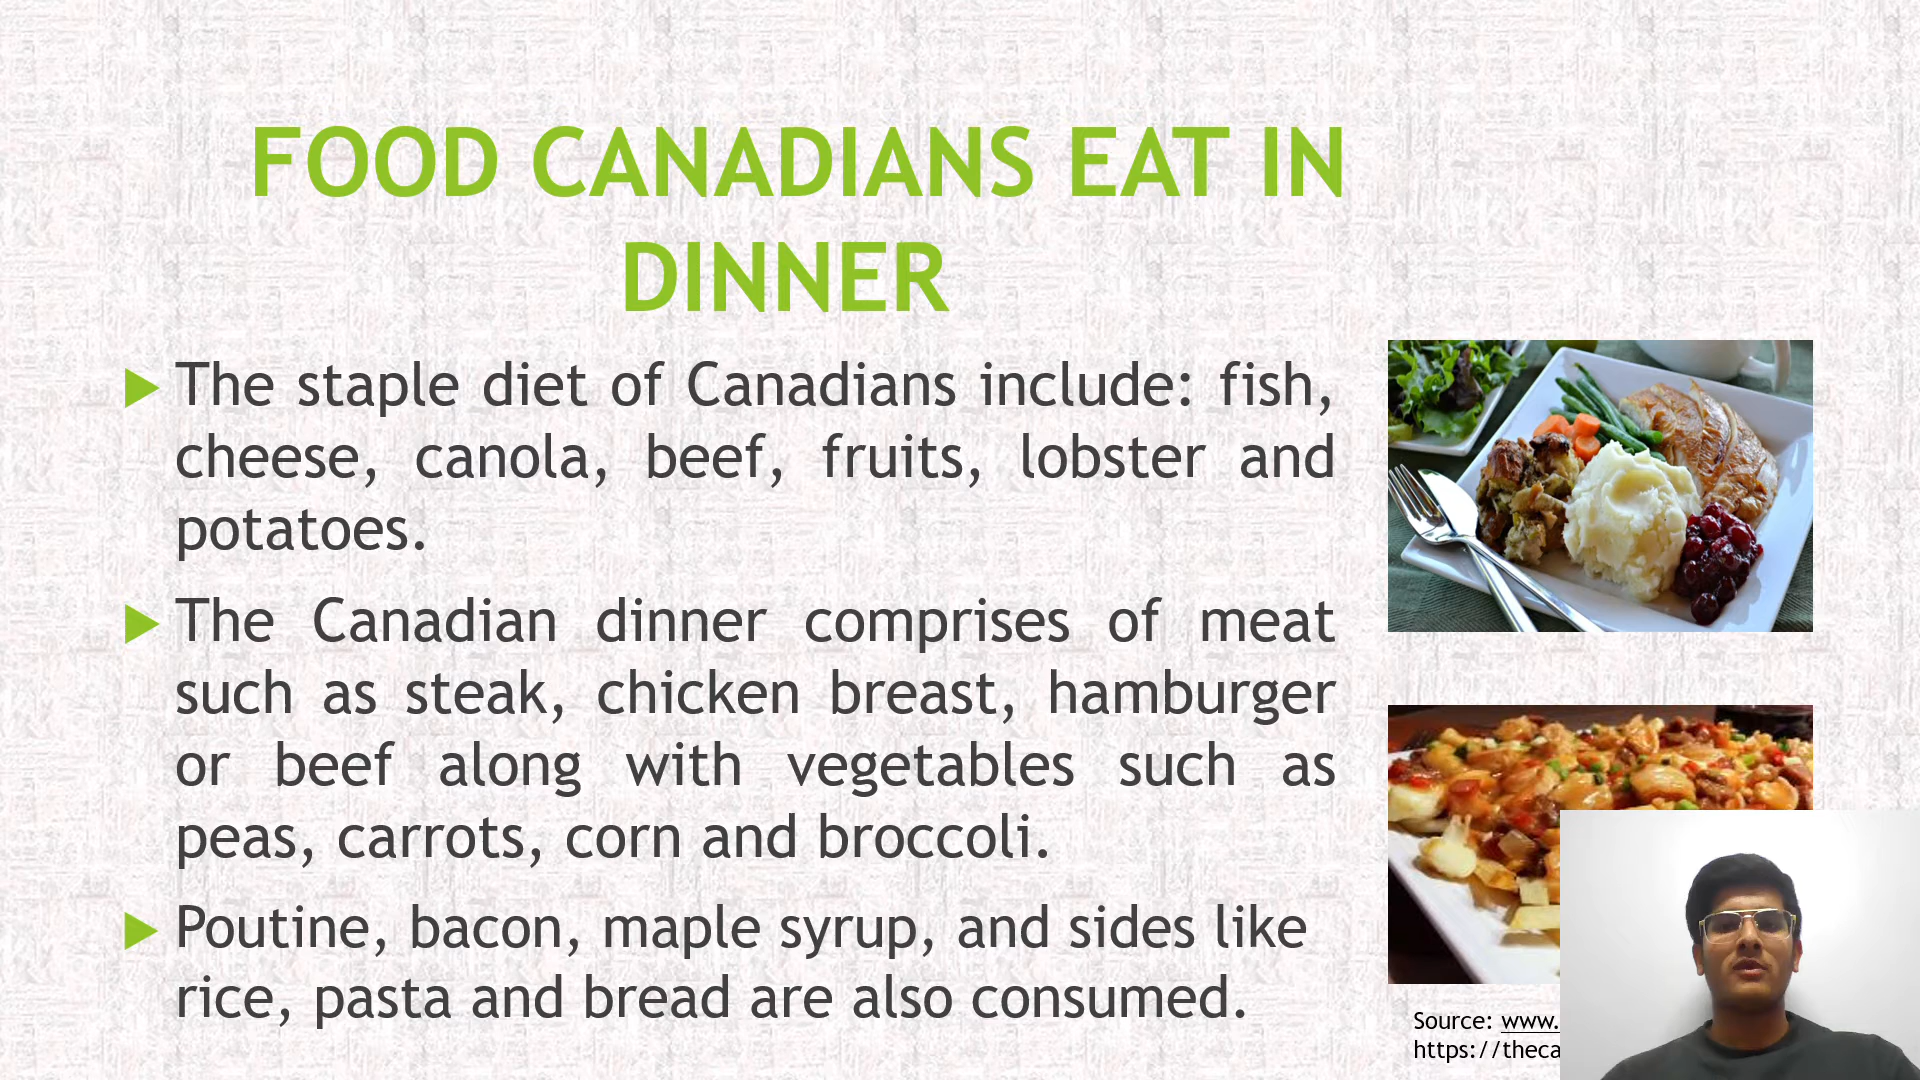 FOOD CANADIANS EAT IN
DINNER
The staple diet of Canadians include: fish,
cheese, canola, beef, fruits, lobster and
potatoes.
The Canadian dinner comprises of meat
such as steak, chicken breast, hamburger
or beef along with vegetables such as
peas, carrots, corn and broccoli.
Poutine, bacon, maple syrup, and sides like
rice, pasta and bread are also consumed.
Source: www.
https://theca